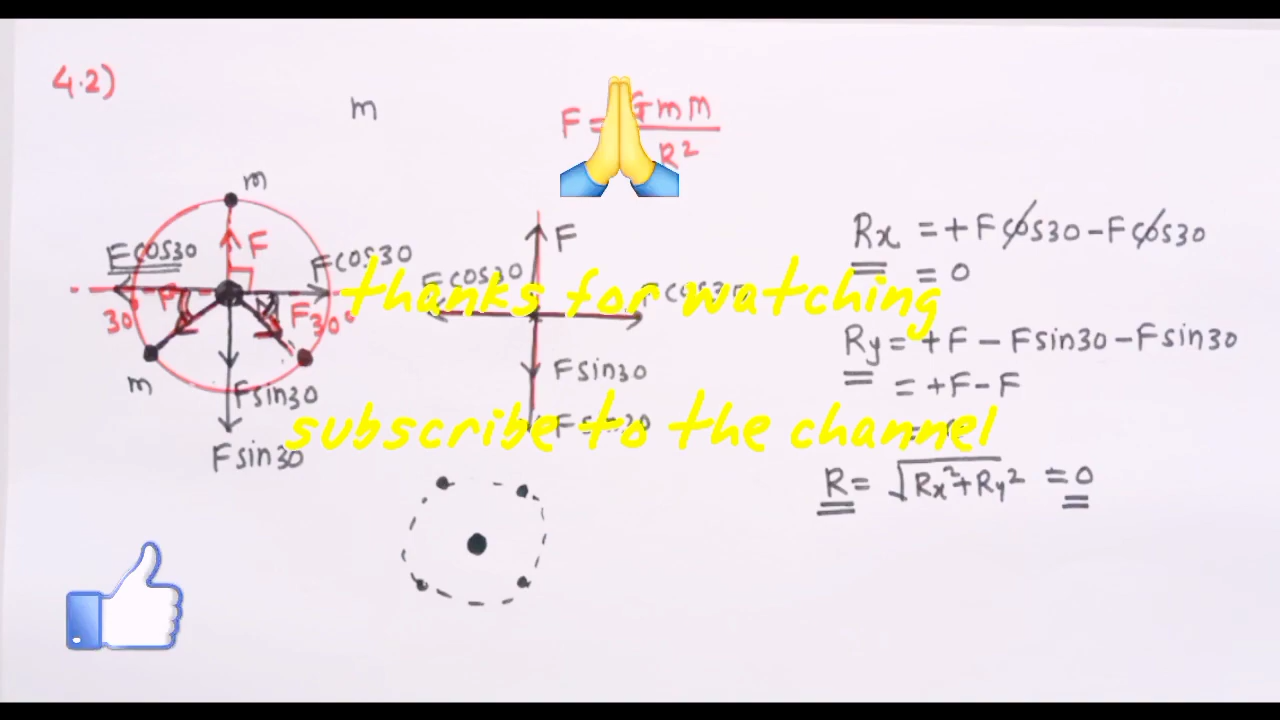 4.2)
m
F = GmM
R²
m
F
Fcos30
Fcos30
30
F
F
30°
m
Fsin30
Fsin30
F
Fcos30
Fsin30
Rx = +Fcos30 - Fcos30
= 0
Ry = +F - Fsin30 - Fsin30
= +F - F
R = √Rx²+Ry² = 0
thanks for watching
subscribe to the channel